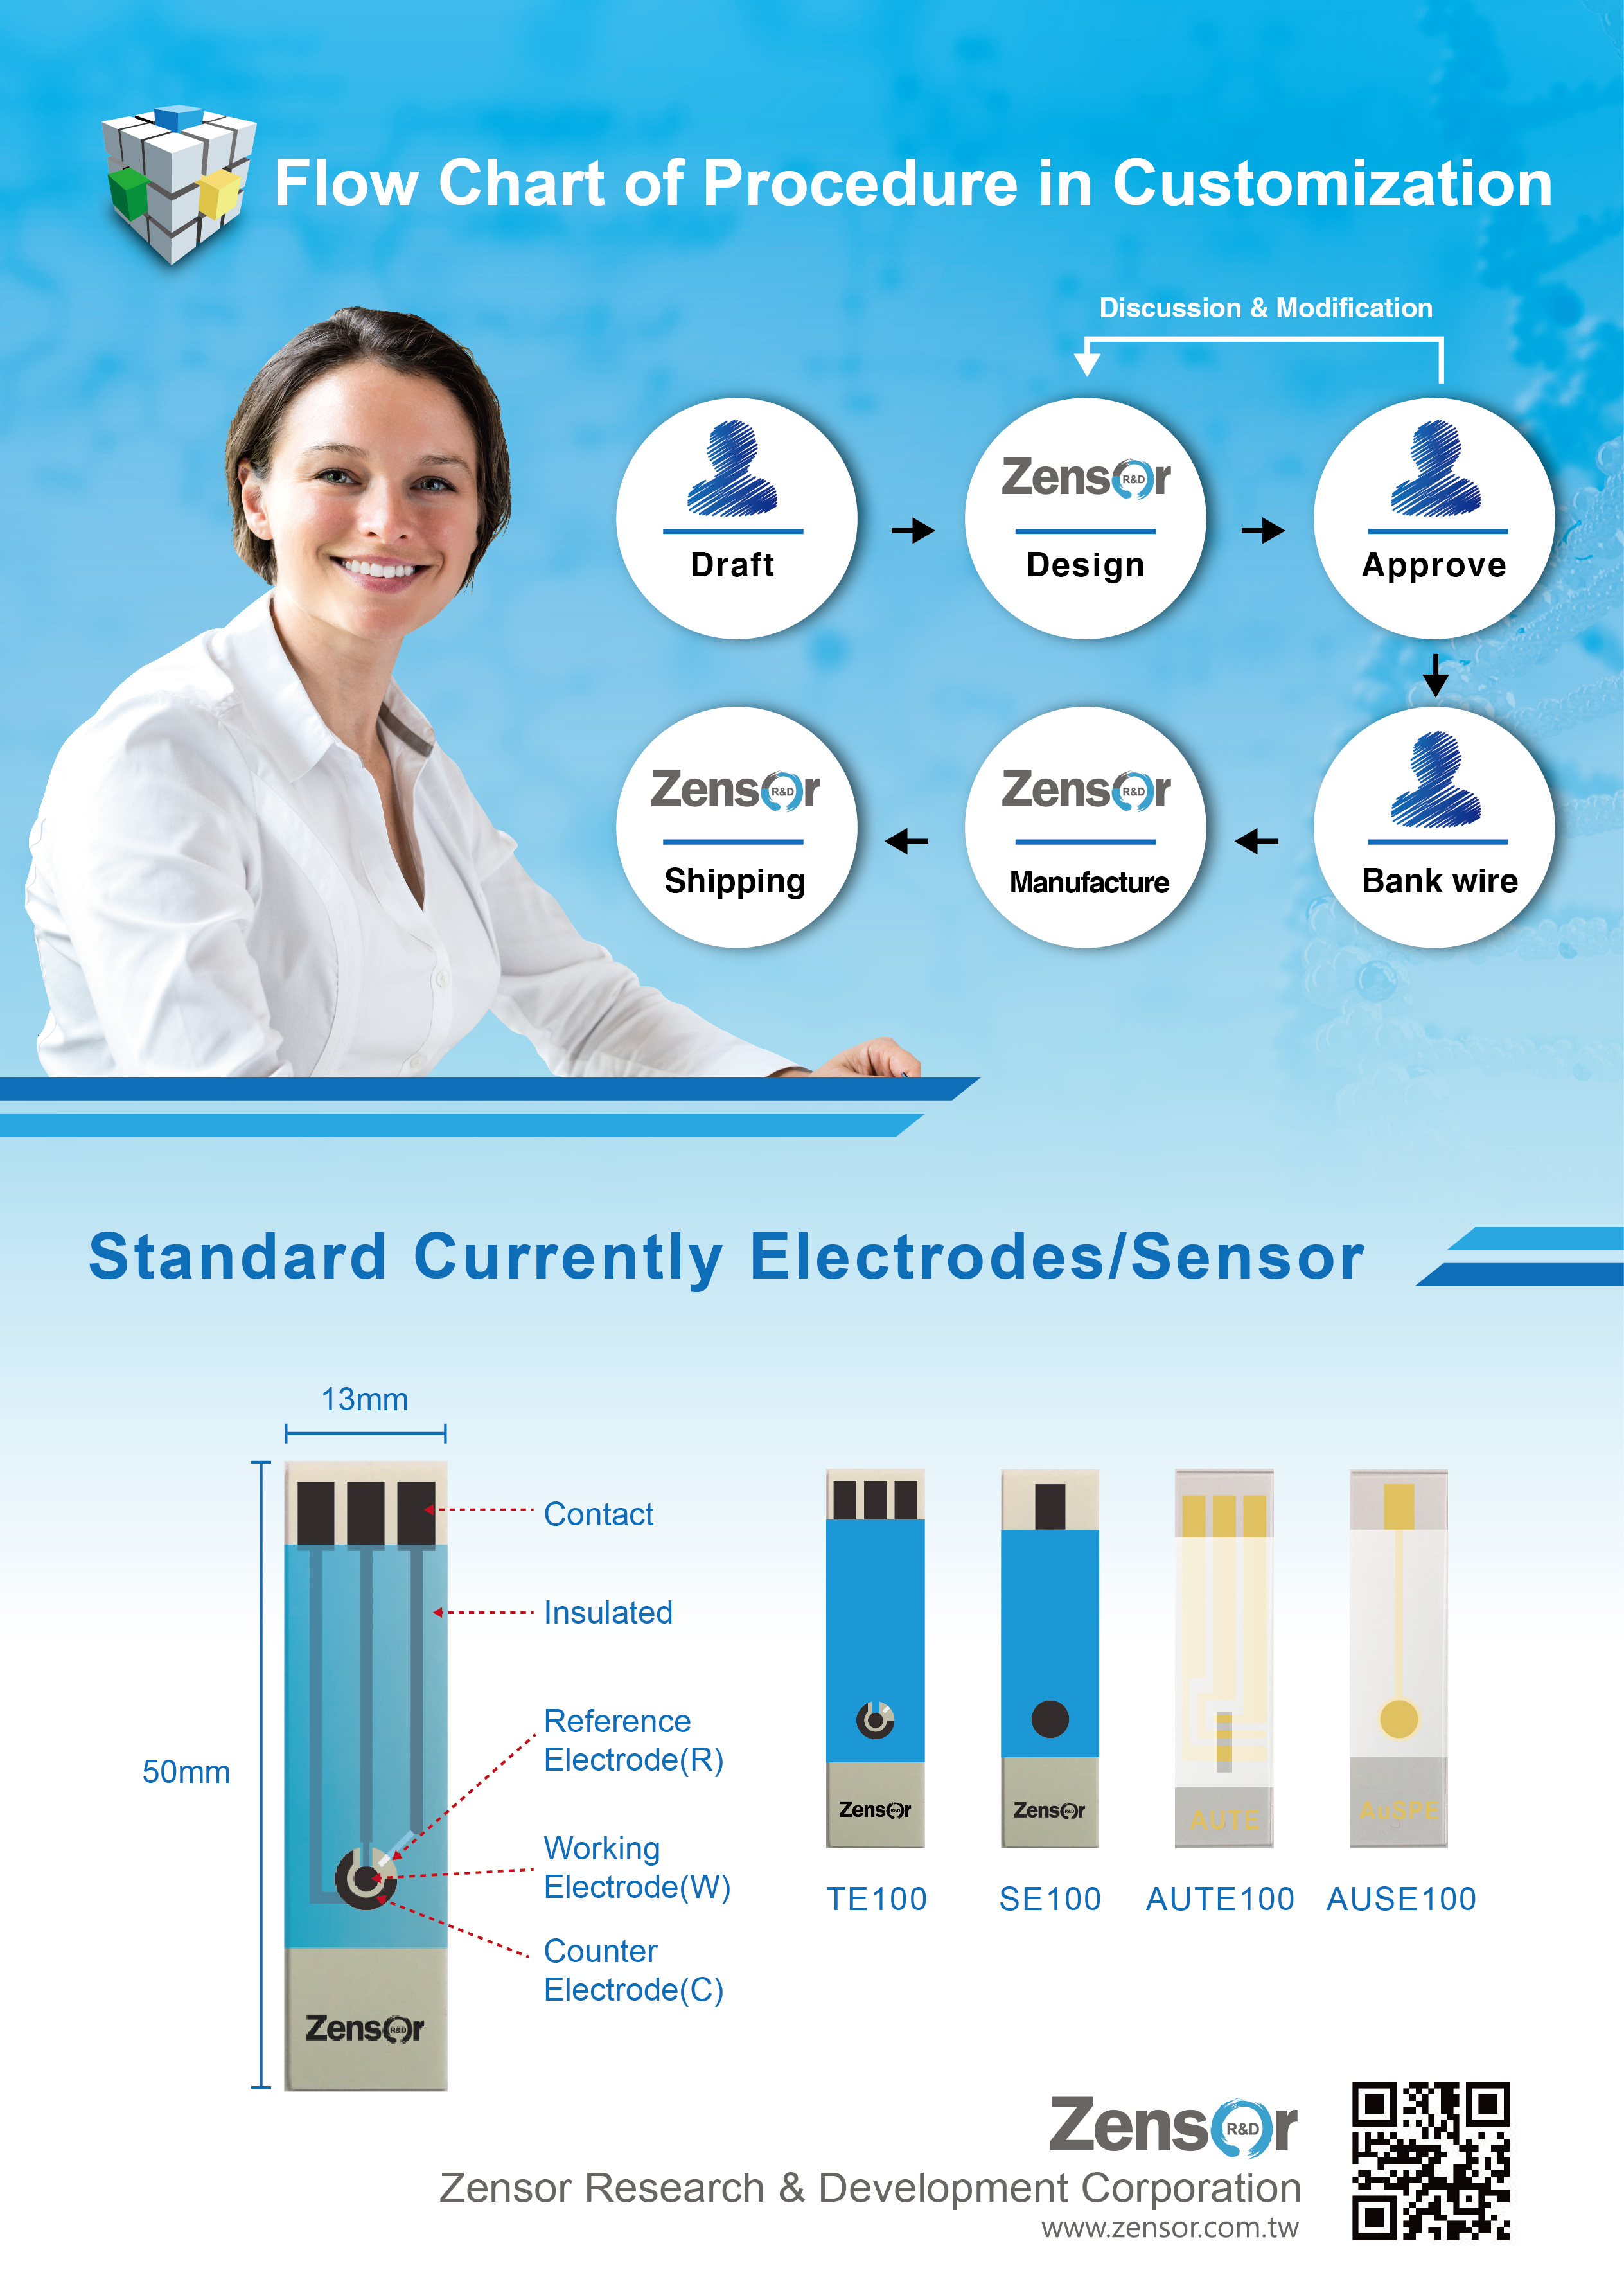 Flow Chart of Procedure in Customization
Discussion & Modification
Draft
Zensor
R&D
Design
Approve
Zensor
R&D
Shipping
Zensor
R&D
Manufacture
Bank wire
Standard Currently Electrodes/Sensor
13mm
50mm
Contact
Insulated
Reference
Electrode(R)
Working
Electrode(W)
Counter
Electrode(C)
Zensor
R&D
Zensor
R&D
Zensor
R&D
AUTE
AuSPE
TE100
SE100
AUTE100
AUSE100
Zensor
R&D
Zensor Research & Development Corporation
www.zensor.com.tw